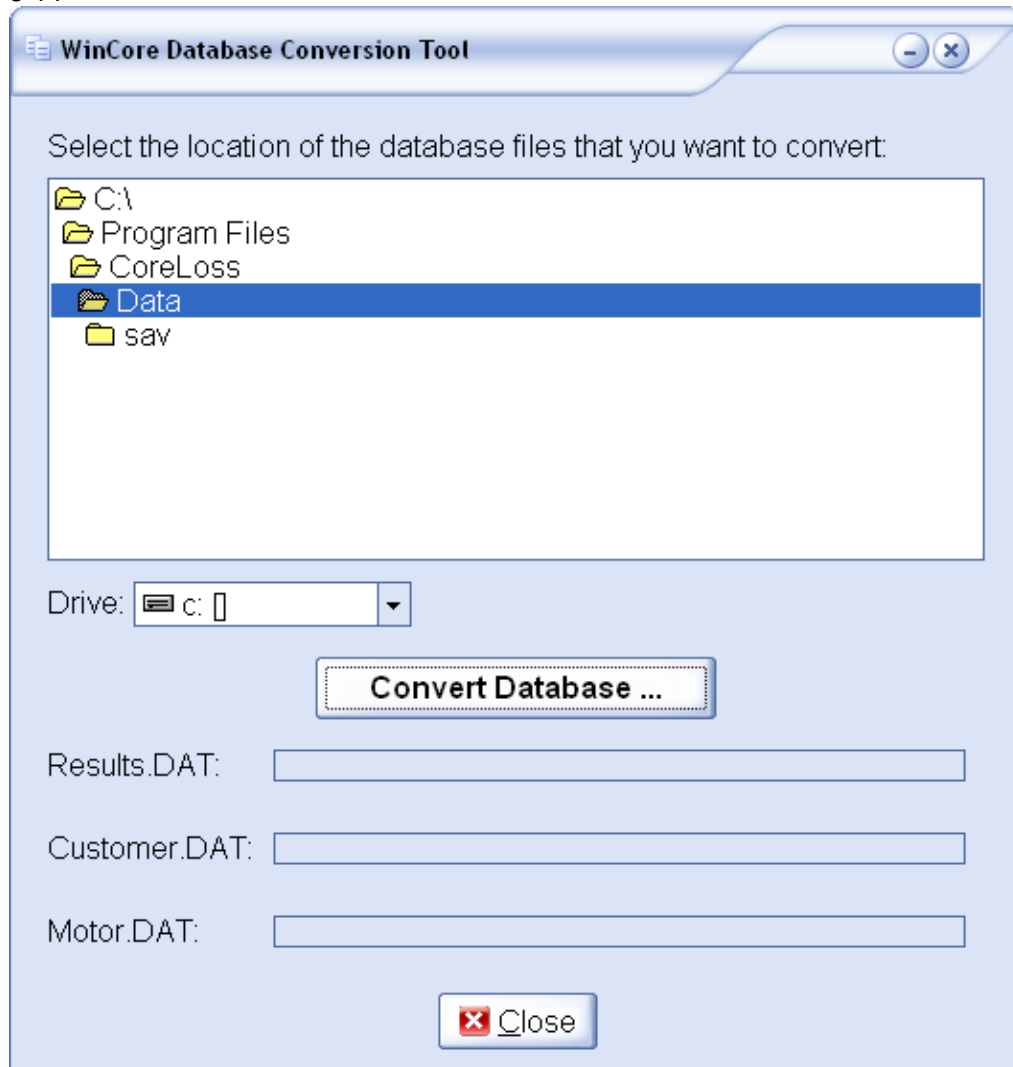 WinCore Database Conversion Tool
Select the location of the database files that you want to convert:
C:\
Program Files
CoreLoss
Data
sav
Drive: c: []
Convert Database ...
Results.DAT:
Customer.DAT:
Motor.DAT:
Close